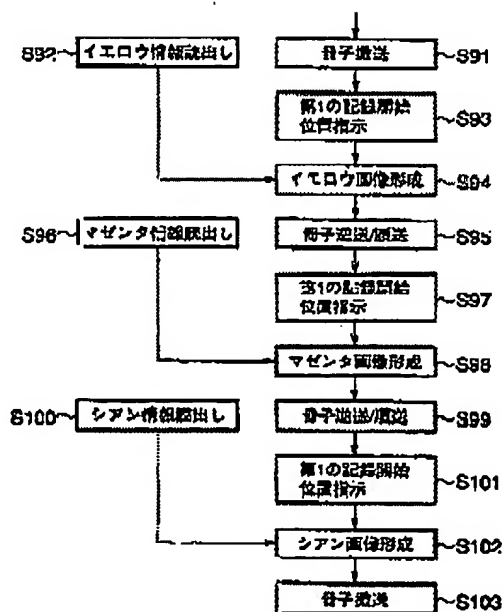 S92 イエロウ情報読出し
冊子搬送 S91
第1の記録開始
位置指示 S93
イエロウ画像形成 S94
S96 マゼンタ情報読出し
冊子逆送/順送 S95
第1の記録開始
位置指示 S97
マゼンタ画像形成 S98
S100 シアン情報読出し
冊子逆送/順送 S99
第1の記録開始
位置指示 S101
シアン画像形成 S102
冊子搬送 S103